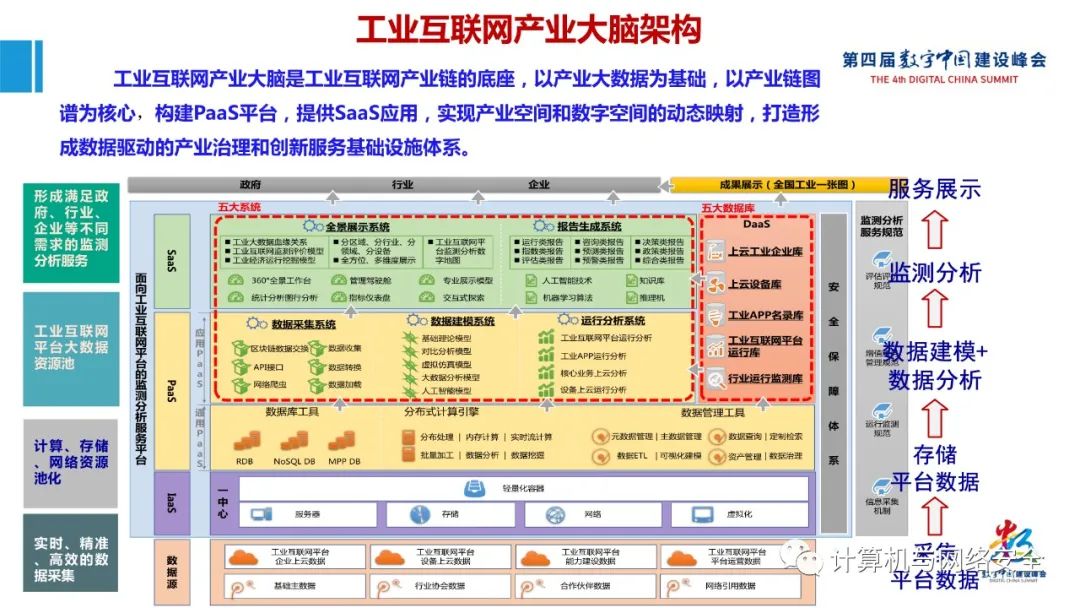 工业互联网产业大脑架构
第四届数字中国建设峰会
THE 4th DIGITAL CHINA SUMMIT
工业互联网产业大脑是工业互联网产业链的底座，以产业大数据为基础，以产业链图
谱为核心，构建PaaS平台，提供SaaS应用，实现产业空间和数字空间的动态映射，打造形
成数据驱动的产业治理和创新服务基础设施体系。
形成满足政
府、行业、
企业等不同
需求的监测
分析服务
工业互联网
平台大数据
资源池
计算、存储
、网络资源
池化
实时、精准
、高效的数
据采集
政府
行业
企业
成果展示（全国工业一张图）
面向工业互联网平台的监测分析服务平台
SaaS
五大系统
全景展示系统
■ 工业大数据血缘关系
■ 工业互联网监测评价模型
■ 工业经济运行挖掘模型
■ 分区域、分行业、分
领域、分设备
■ 全方位、多维度展示
■ 工业互联网平
台监测分析数
字地图
360°全景工作台
管理驾驶舱
专业展示模型
统计分析图行分析
指标仪表盘
交互式探索
报告生成系统
■ 运行类报告
■ 指数类报告
■ 评估类报告
■ 咨询类报告
■ 预测类报告
■ 预警类报告
■ 决策类报告
■ 政策类报告
■ 综合类报告
人工智能技术
知识库
机器学习算法
推理机
PaaS
应用PaaS
数据采集系统
区块链数据交换
数据收集
API接口
数据转换
网络爬虫
数据加载
数据建模系统
基础理论模型
对比分析模型
虚拟仿真模型
大数据分析模型
人工智能模型
运行分析系统
工业互联网平台运行分析
工业APP运行分析
核心业务上云分析
设备上云运行分析
通用PaaS
数据库工具
RDB
NoSQL DB
MPP DB
分布式计算引擎
分布处理 | 内存计算 | 实时流计算
批量加工 | 数据分析 | 数据挖掘
数据管理工具
元数据管理 | 主数据管理
数据查询 | 定制检索
数据ETL | 可视化建模
资产管理 | 数据治理
五大数据库
DaaS
上云工业企业库
上云设备库
工业APP名录库
工业互联网平台
运行库
行业运行监测库
IaaS
一中心
轻量化容器
服务器
存储
网络
虚拟化
数据源
工业互联网平台
企业上云数据
工业互联网平台
设备上云数据
工业互联网平台
能力建设数据
工业互联网平台
平台运营数据
基础主数据
行业协会数据
合作伙伴数据
网络引用数据
安全保障体系
监测分析
服务规范
规范
管理规范
运行监测
规范
信息采集
机制
服务展示
监测分析
数据建模+
数据分析
存储
平台数据
采集
平台数据
计算机与网络安全
数字中国建设峰会
DIGITAL CHINA SUMMIT